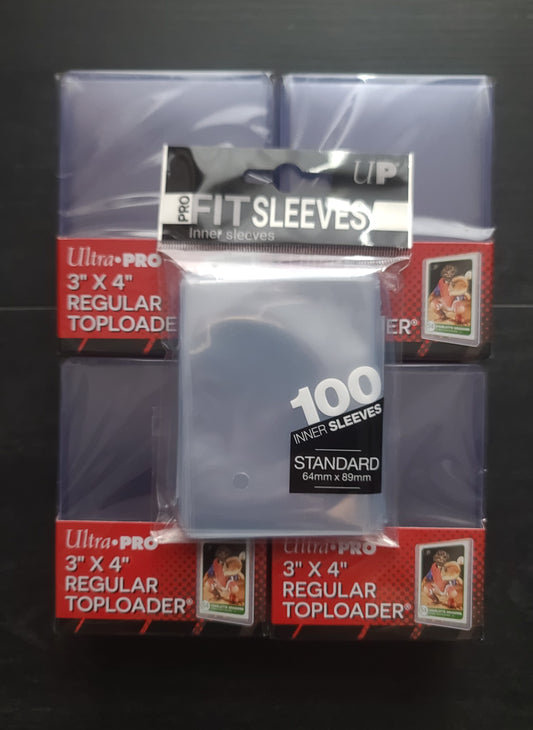 UP
PRO
FIT SLEEVES
Inner sleeves
Ultra•PRO
3" X 4"
REGULAR
TOPLOADE
ER®
100
INNER SLEEVES
STANDARD
64mm x 89mm
Ultra•PRO
3" X 4"
REGULAR
TOPLOADER®
Ultra•PRO
3" X 4"
REGULAR
TOPLOADER®